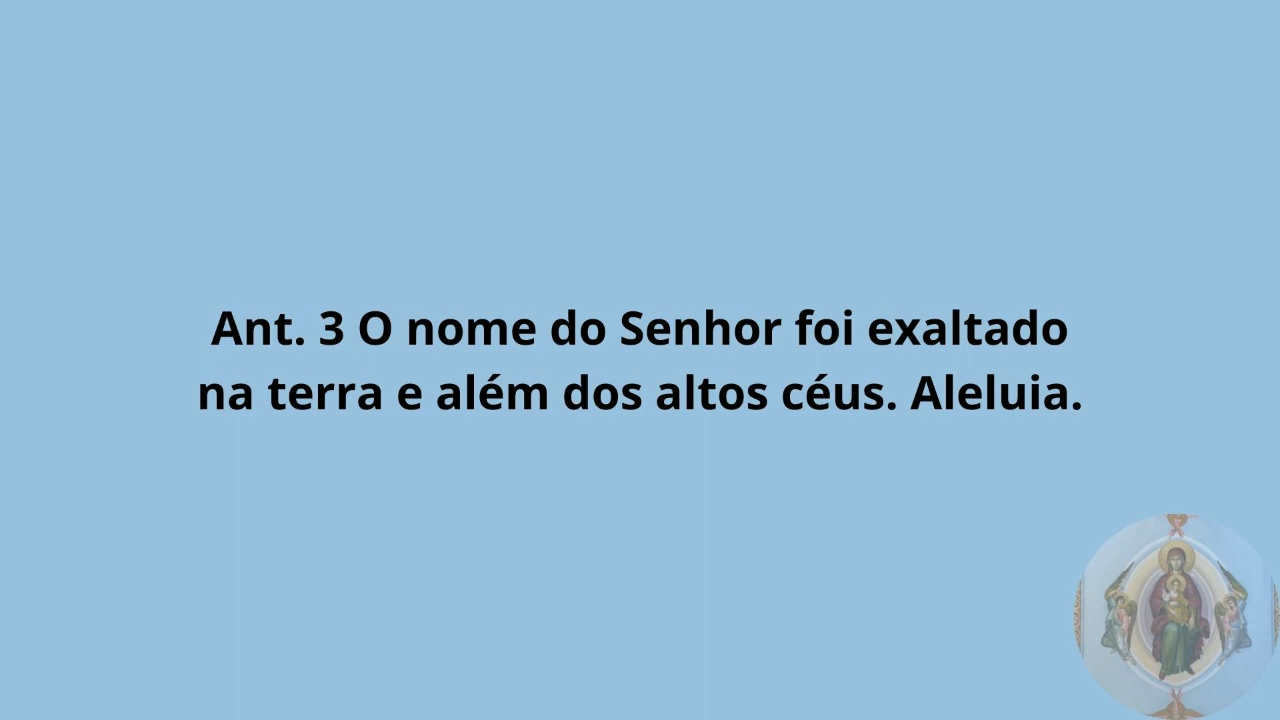 Ant. 3 O nome do Senhor foi exaltado
na terra e além dos altos céus. Aleluia.